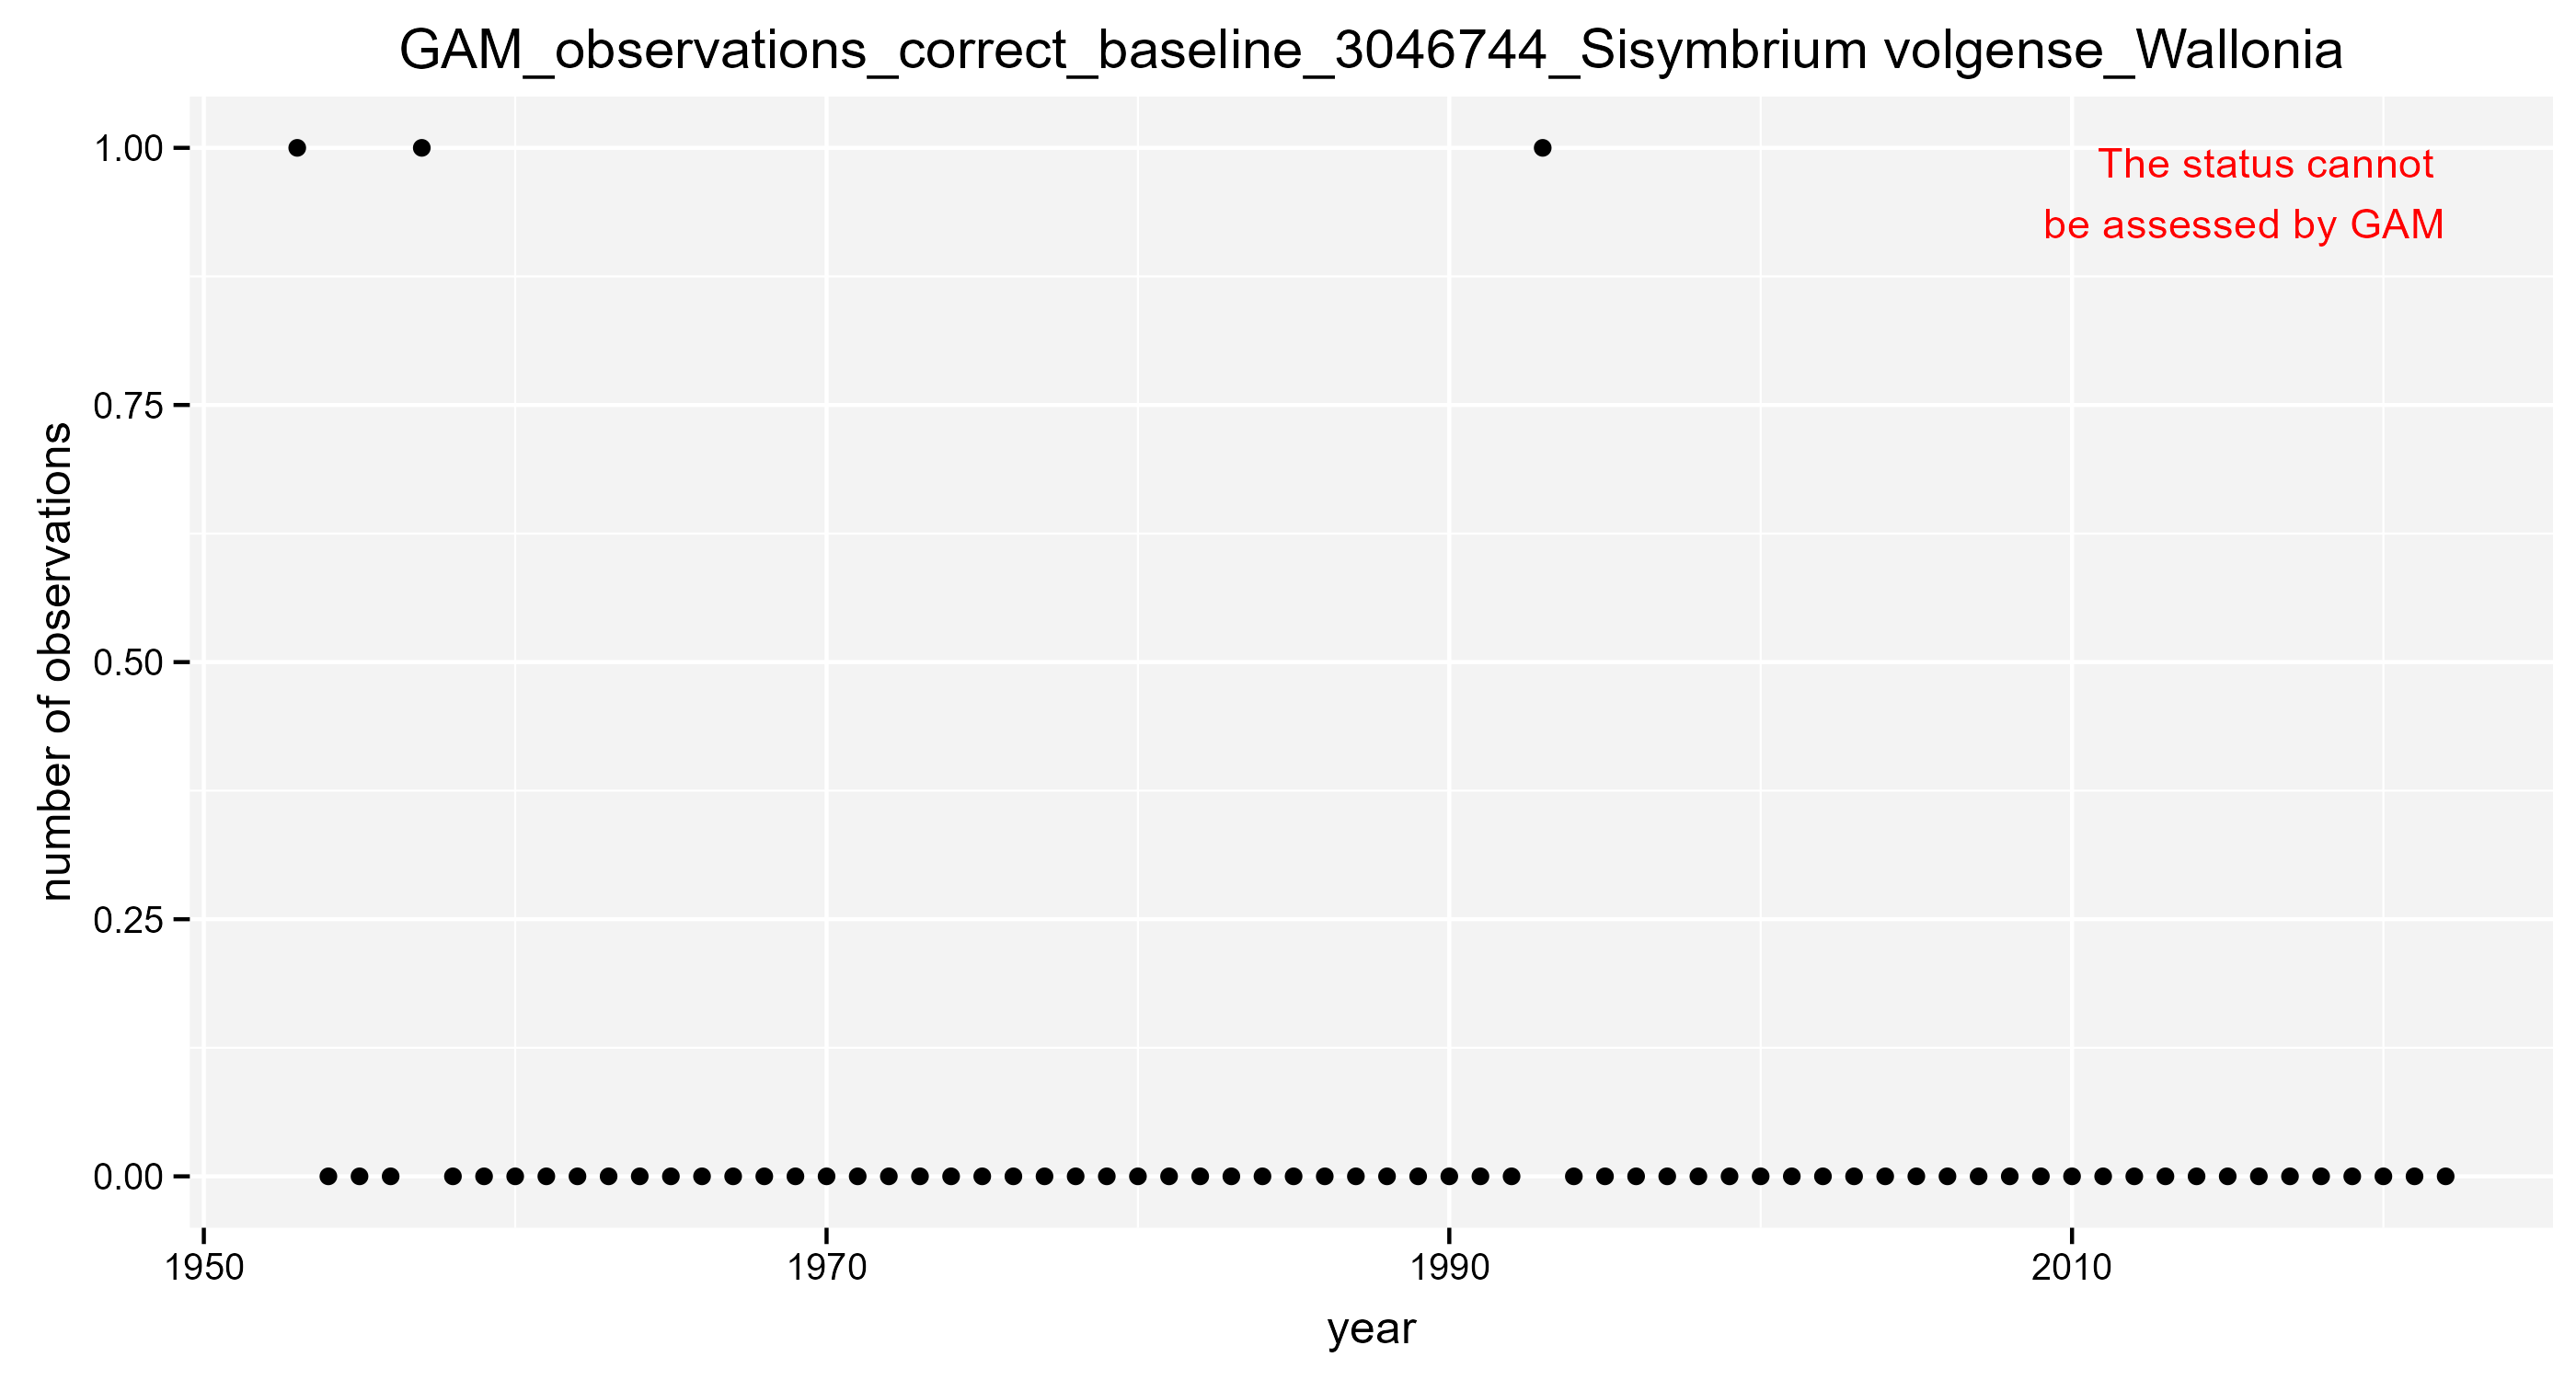 GAM_observations_correct_baseline_3046744_Sisymbrium volgense_Wallonia
The status cannot
be assessed by GAM
number of observations
1.00
0.75
0.50
0.25
0.00
1950
1970
1990
2010
year